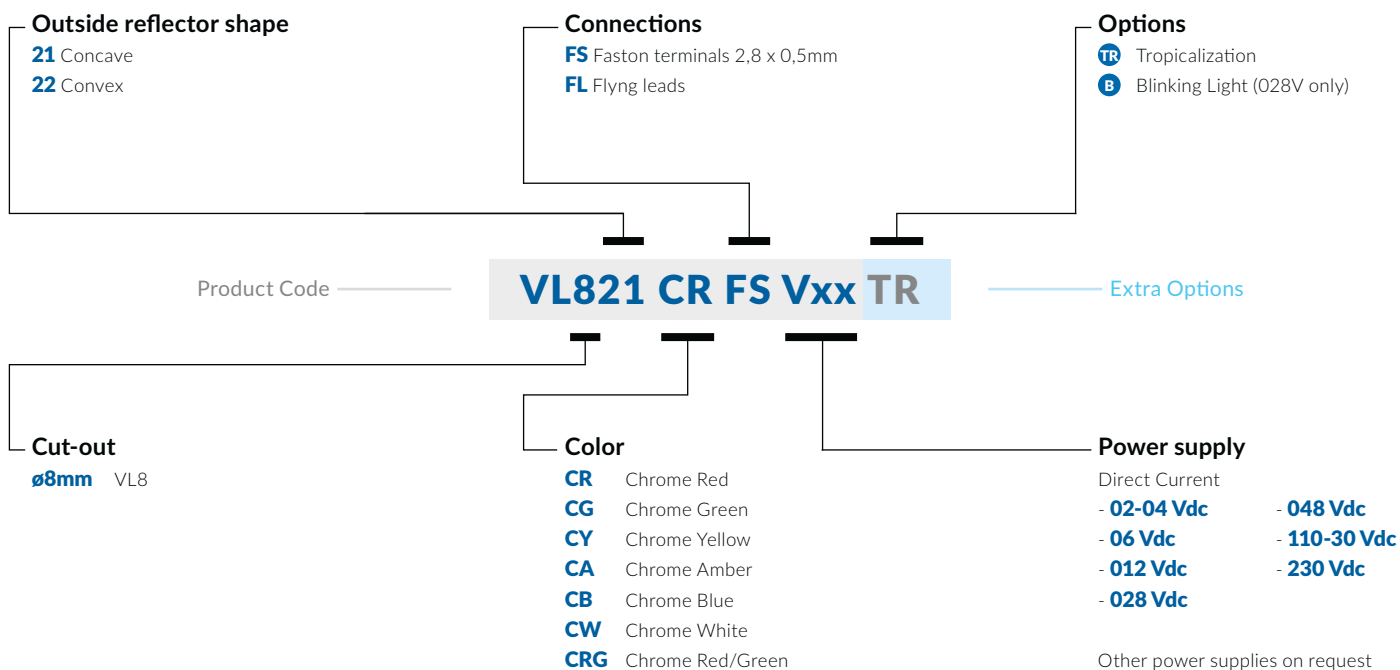 Outside reflector shape
21 Concave
22 Convex
Connections
FS Faston terminals 2,8 x 0,5mm
FL Flyng leads
Options
TR Tropicalization
B Blinking Light (028V only)
Product Code
VL821 CR FS Vxx TR
Extra Options
Cut-out
ø8mm VL8
Color
CR Chrome Red
CG Chrome Green
CY Chrome Yellow
CA Chrome Amber
CB Chrome Blue
CW Chrome White
CRG Chrome Red/Green
Power supply
Direct Current
- 02-04 Vdc - 048 Vdc
- 06 Vdc - 110-30 Vdc
- 012 Vdc - 230 Vdc
- 028 Vdc
Other power supplies on request